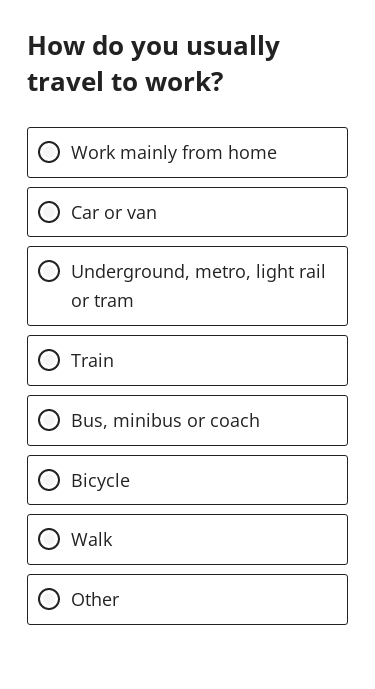 How do you usually
travel to work?
Work mainly from home
Car or van
Underground, metro, light rail
or tram
Train
Bus, minibus or coach
Bicycle
Walk
Other